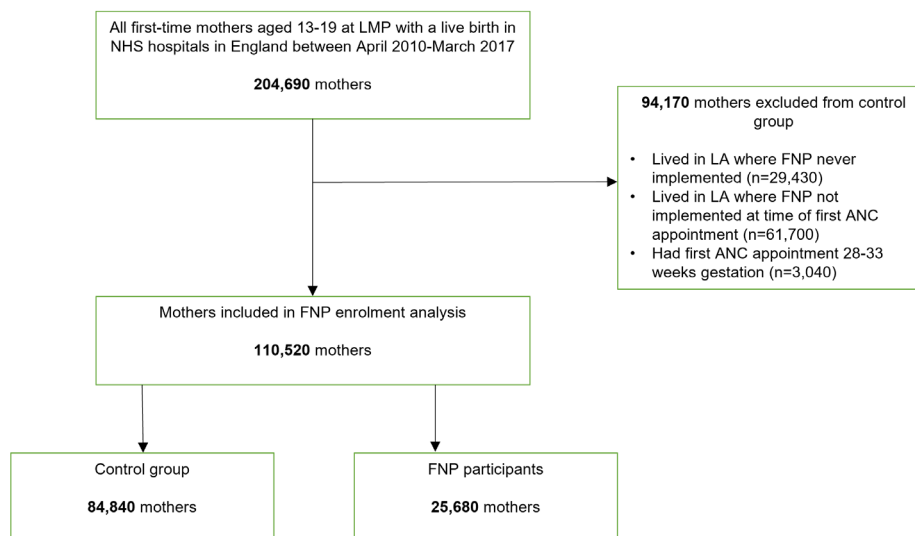 All first-time mothers aged 13-19 at LMP with a live birth in
NHS hospitals in England between April 2010-March 2017
204,690 mothers
94,170 mothers excluded from control
group
• Lived in LA where FNP never
implemented (n=29,430)
• Lived in LA where FNP not
implemented at time of first ANC
appointment (n=61,700)
• Had first ANC appointment 28-33
weeks gestation (n=3,040)
Mothers included in FNP enrolment analysis
110,520 mothers
Control group
84,840 mothers
FNP participants
25,680 mothers